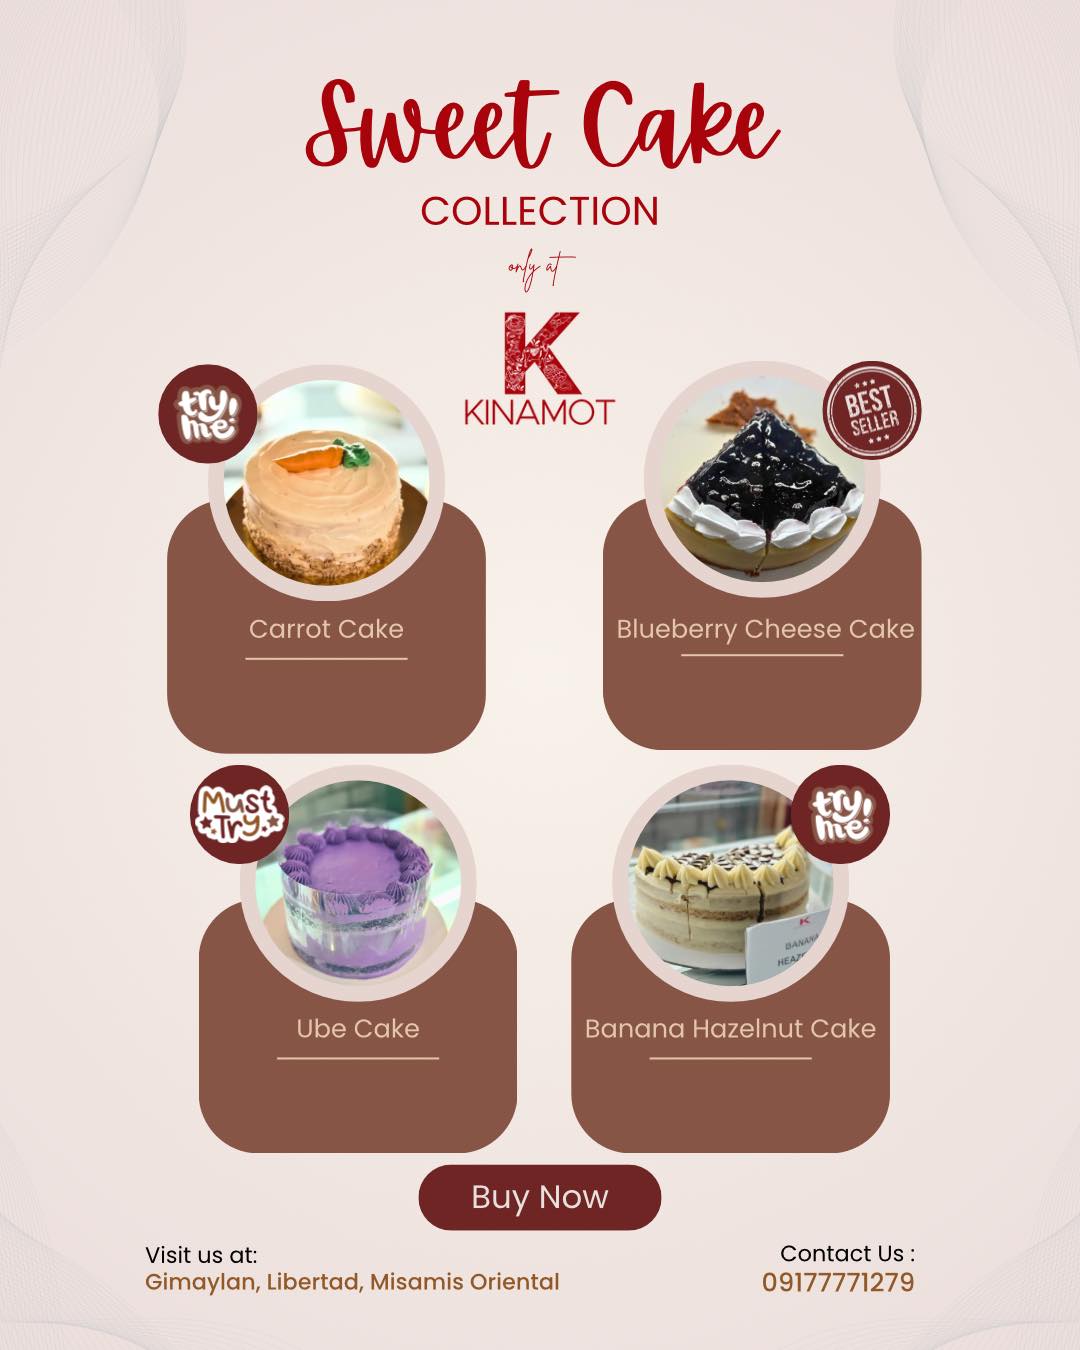 Sweet Cake
COLLECTION
only at
K
KINAMOT
try
me!
BEST
SELLER
Carrot Cake
Blueberry Cheese Cake
Must
Try
try
me!
K
BANANA
Ube Cake
Banana Hazelnut Cake
Buy Now
Visit us at:
Gimaylan, Libertad, Misamis Oriental
Contact Us :
09177771279